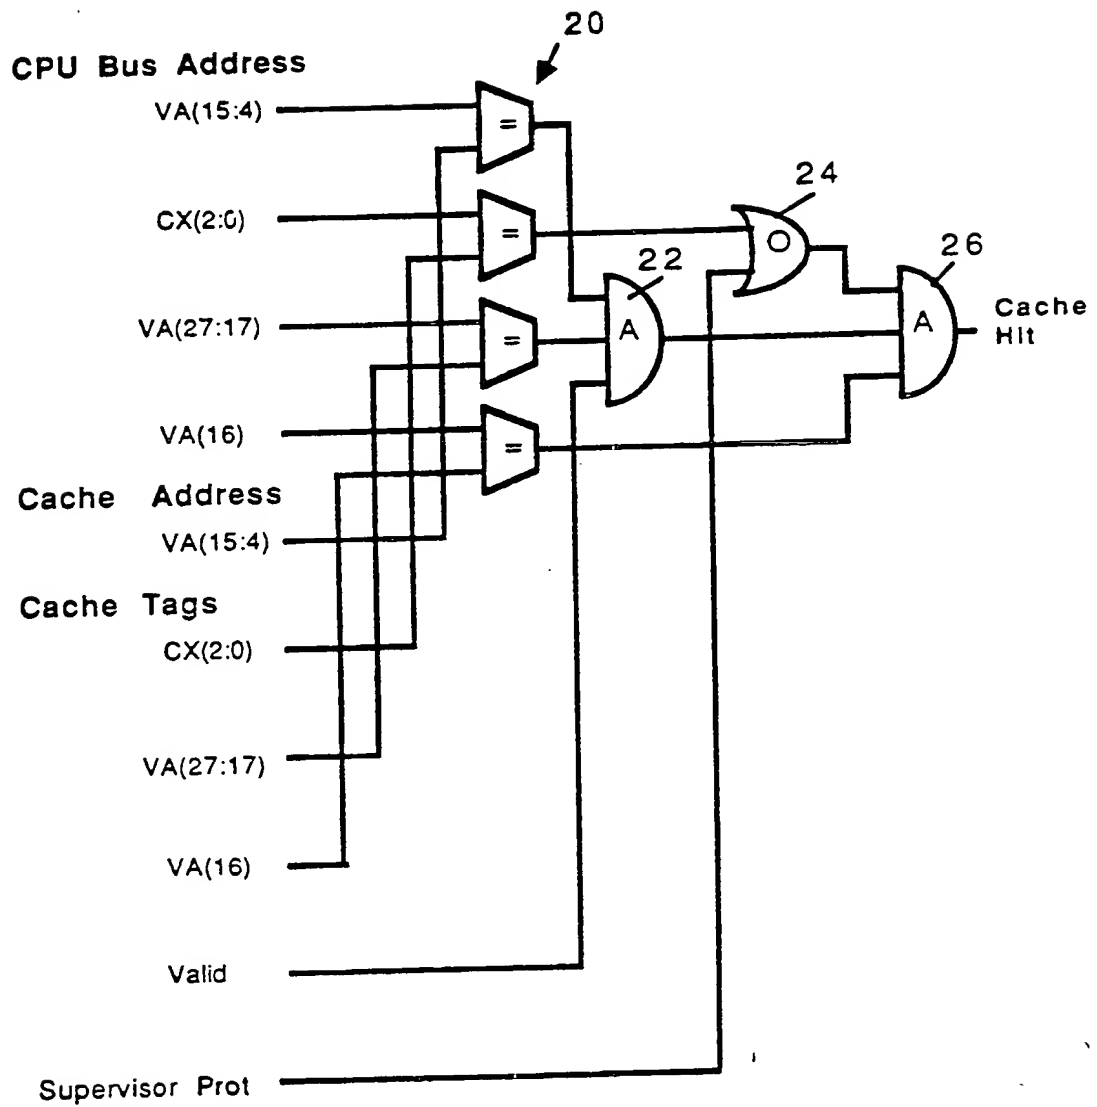 20
CPU Bus Address
VA(15:4)
=
24
CX(2:0)
=
O
22
26
VA(27:17)
=
A
A
Cache
Hit
VA(16)
=
Cache Address
VA(15:4)
Cache Tags
CX(2:0)
VA(27:17)
VA(16)
Valid
Supervisor Prot